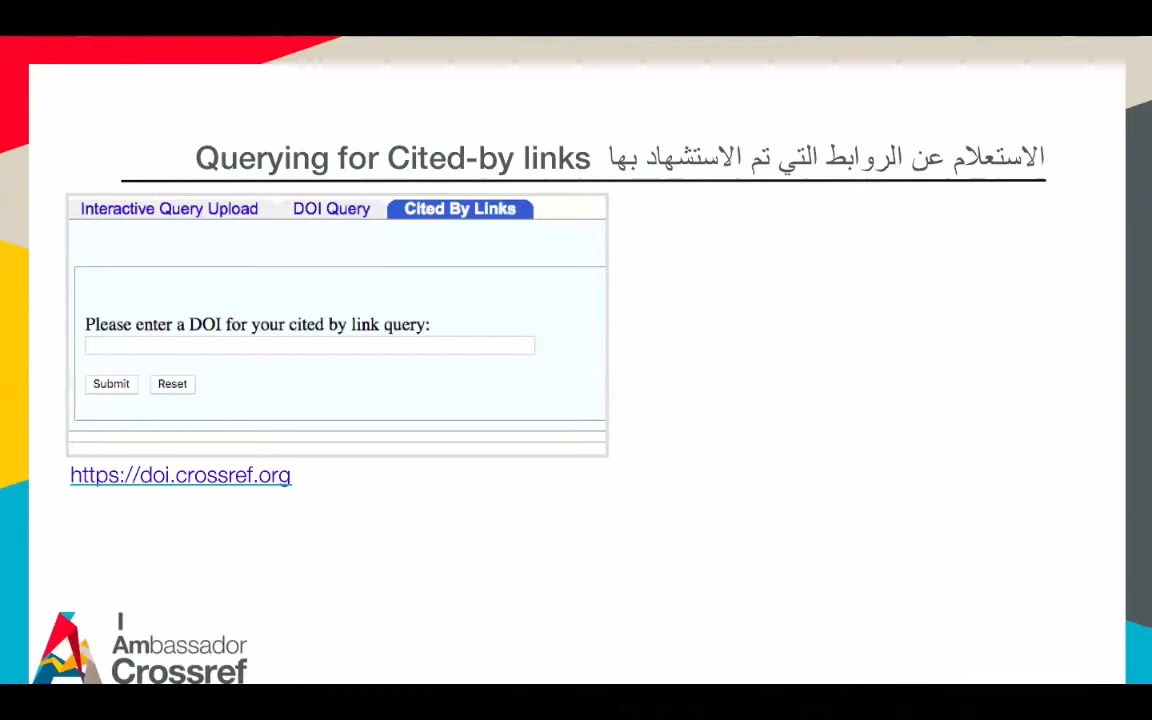 Querying for Cited-by links الاستعلام عن الروابط التي تم الاستشهاد بها
Interactive Query Upload DOI Query Cited By Links
Please enter a DOI for your cited by link query:
Submit Reset
https://doi.crossref.org
I
Ambassador
Crossref